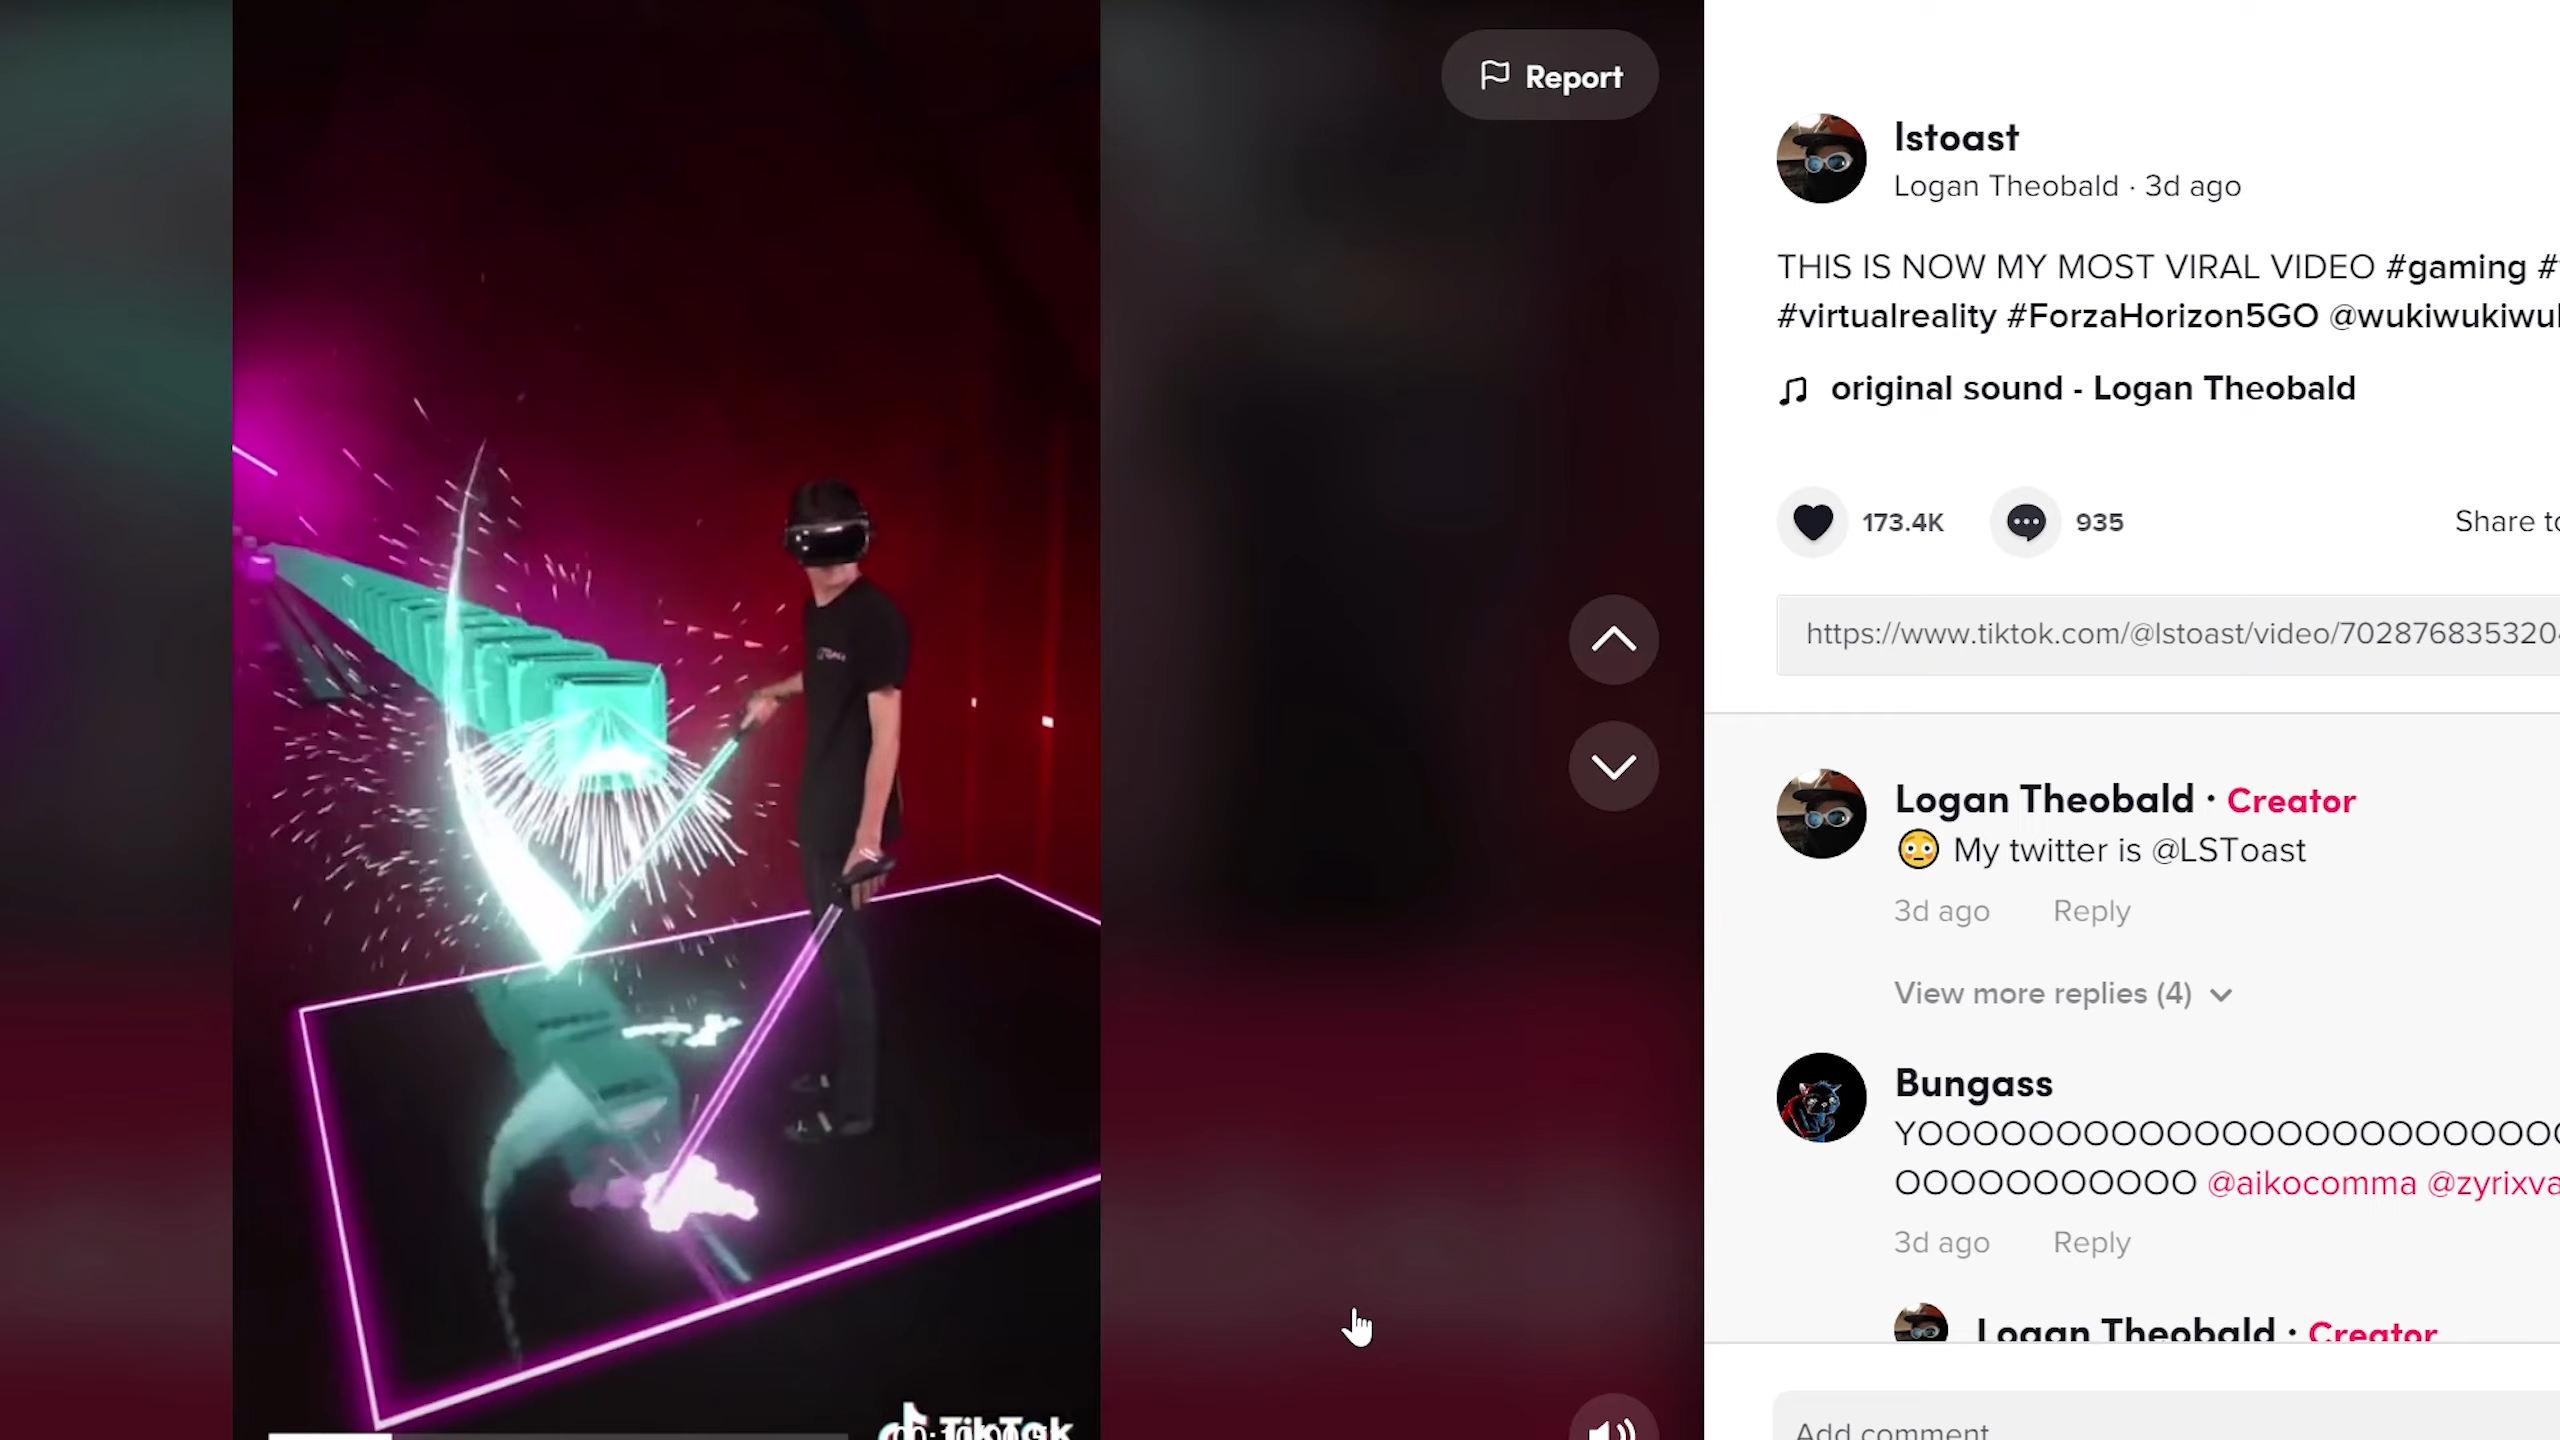 Report
lstoast
Logan Theobald · 3d ago
THIS IS NOW MY MOST VIRAL VIDEO #gaming #
#virtualreality #ForzaHorizon5GO @wukiwukiwu
original sound - Logan Theobald
173.4K
935
Share to
https://www.tiktok.com/@lstoast/video/702876835320
Logan Theobald · Creator
😳 My twitter is @LSToast
3d ago Reply
View more replies (4)
Bungass
YOOOOOOOOOOOOOOOOOOOOOOOO
OOOOOOOOOOO @aikocomma @zyrixva
3d ago Reply
Logan Theobald · Creator
TikTok
Add comment